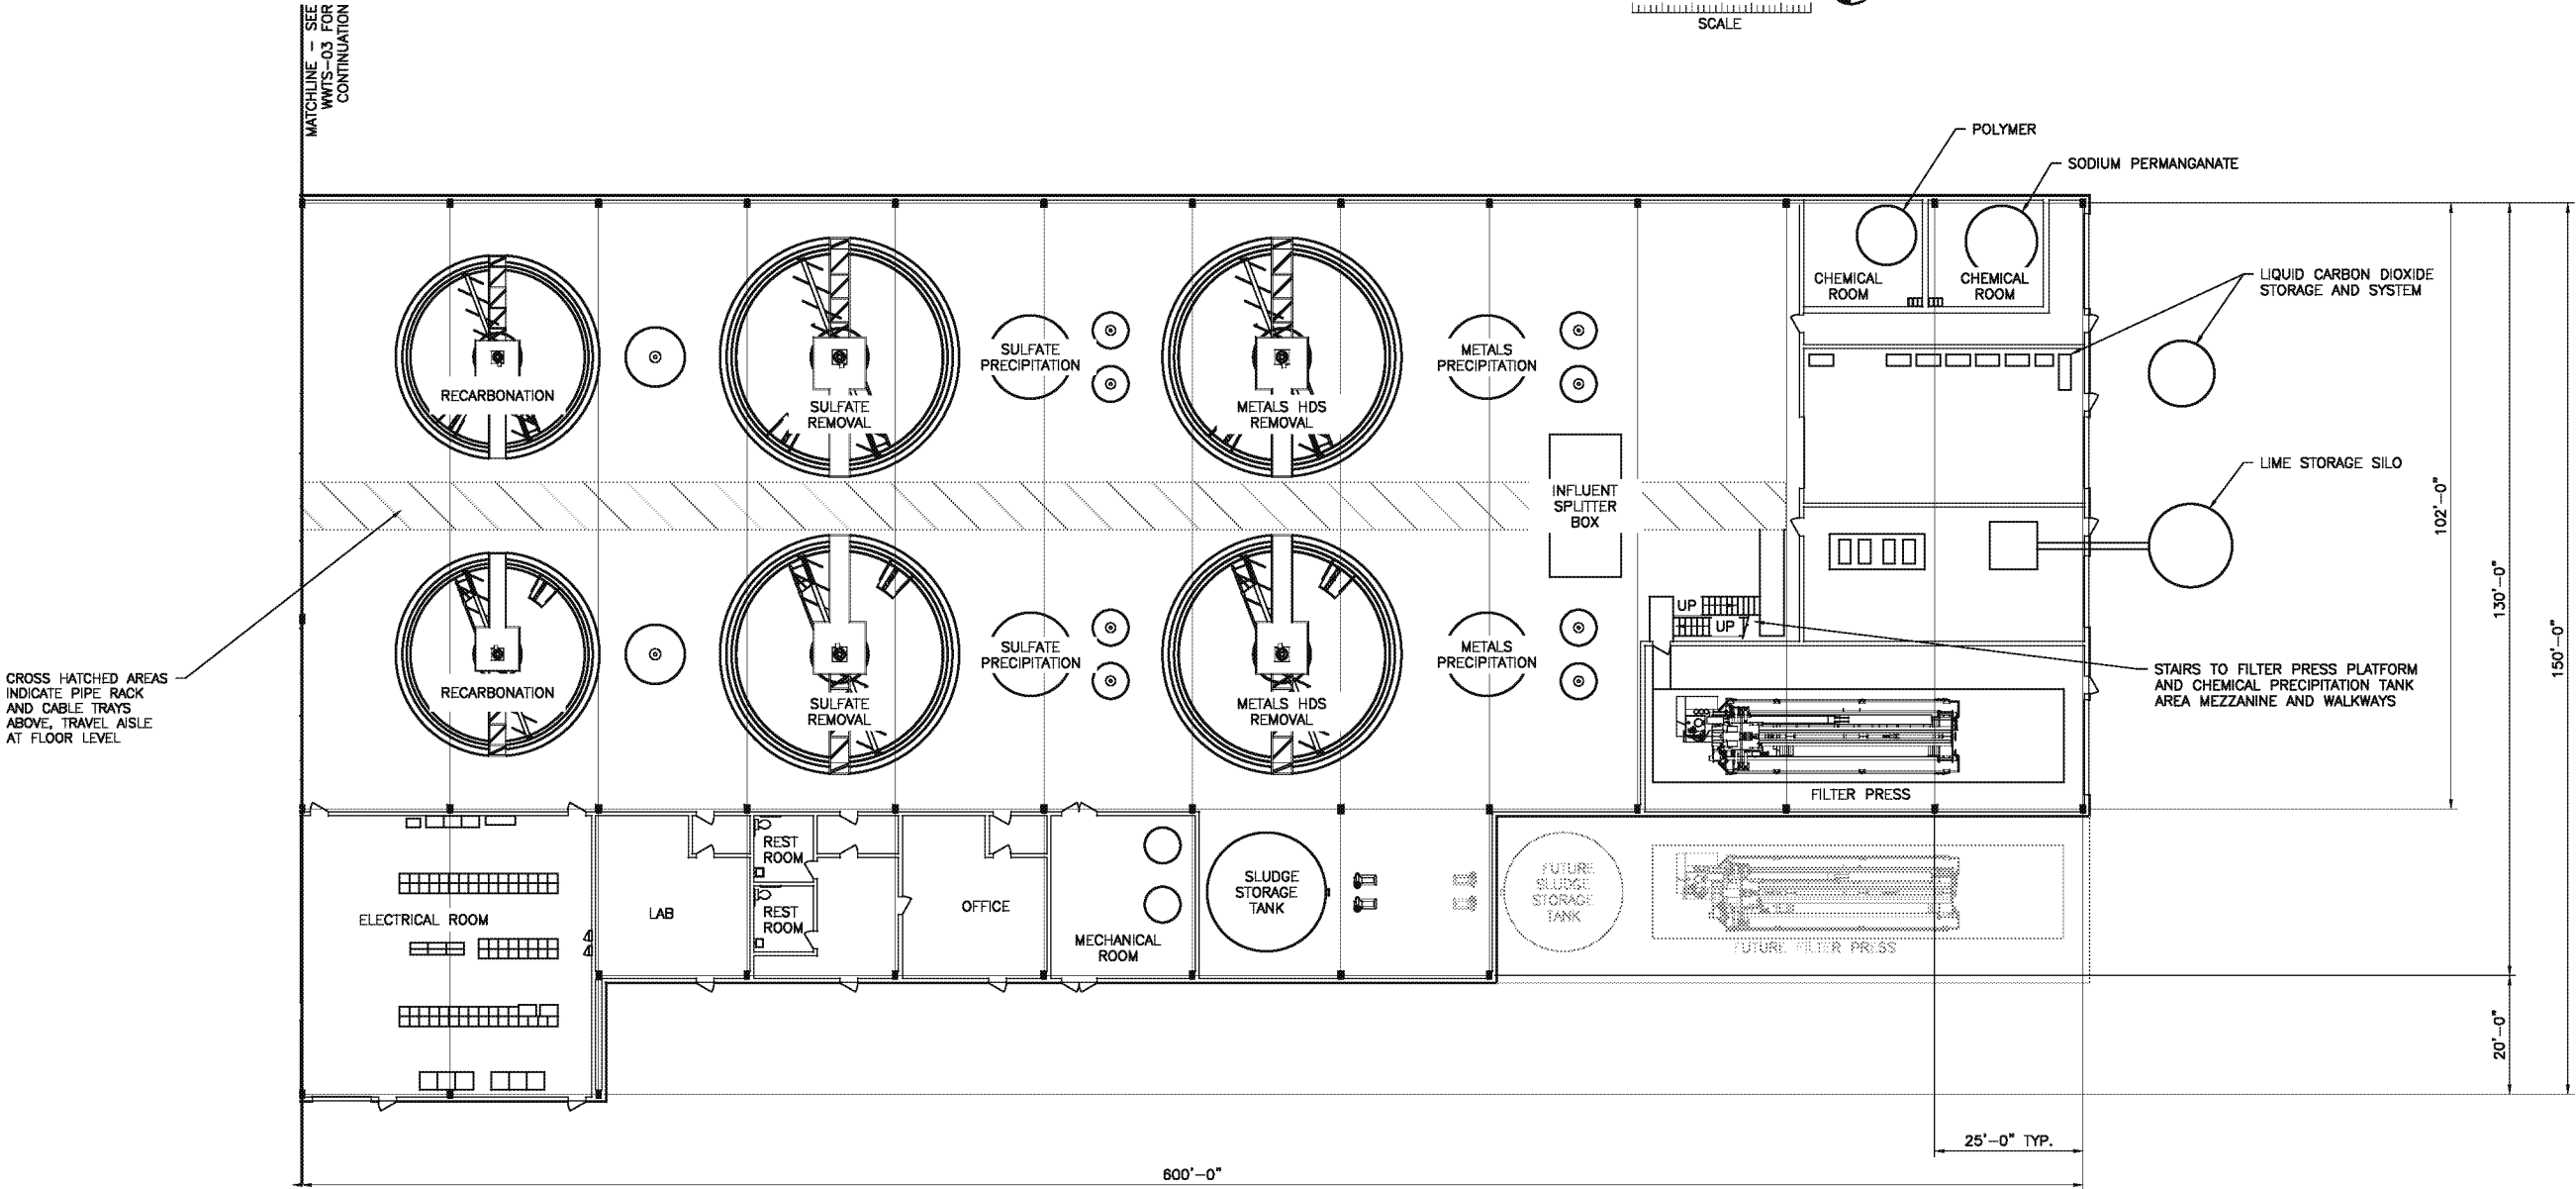 MATCHLINE - SEE
WWTS-03 FOR
CONTINUATION
SCALE
POLYMER
SODIUM PERMANGANATE
CHEMICAL
ROOM
CHEMICAL
ROOM
LIQUID CARBON DIOXIDE
STORAGE AND SYSTEM
SULFATE
PRECIPITATION
METALS
PRECIPITATION
RECARBONATION
SULFATE
REMOVAL
METALS HDS
REMOVAL
LIME STORAGE SILO
INFLUENT
SPLITTER
BOX
102'-0"
130'-0"
150'-0"
UP
UP
SULFATE
PRECIPITATION
METALS
PRECIPITATION
RECARBONATION
SULFATE
REMOVAL
METALS HDS
REMOVAL
CROSS HATCHED AREAS
INDICATE PIPE RACK
AND CABLE TRAYS
ABOVE, TRAVEL AISLE
AT FLOOR LEVEL
STAIRS TO FILTER PRESS PLATFORM
AND CHEMICAL PRECIPITATION TANK
AREA MEZZANINE AND WALKWAYS
FILTER PRESS
REST
ROOM
REST
ROOM
ELECTRICAL ROOM
LAB
OFFICE
MECHANICAL
ROOM
SLUDGE
STORAGE
TANK
FUTURE
SLUDGE
STORAGE
TANK
FUTURE FILTER PRESS
20'-0"
25'-0" TYP.
600'-0"